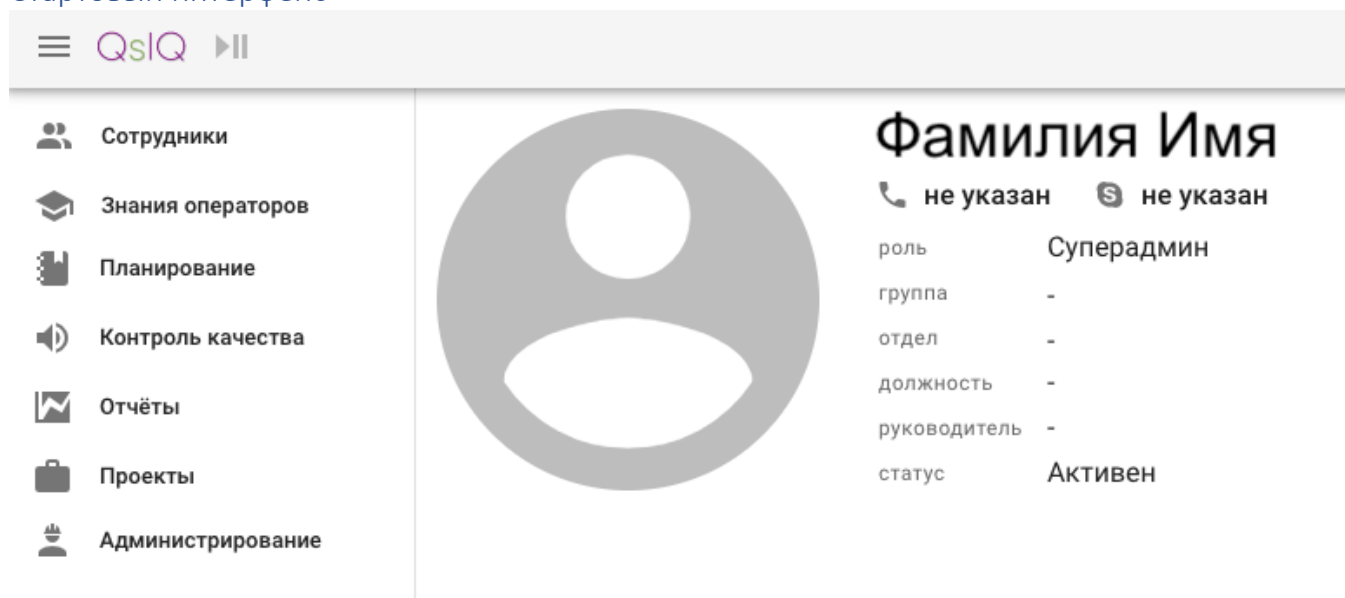 QsIQ
Сотрудники
Знания операторов
Планирование
Контроль качества
Отчёты
Проекты
Администрирование
Фамилия Имя
не указан не указан
роль Суперадмин
группа -
отдел -
должность -
руководитель -
статус Активен